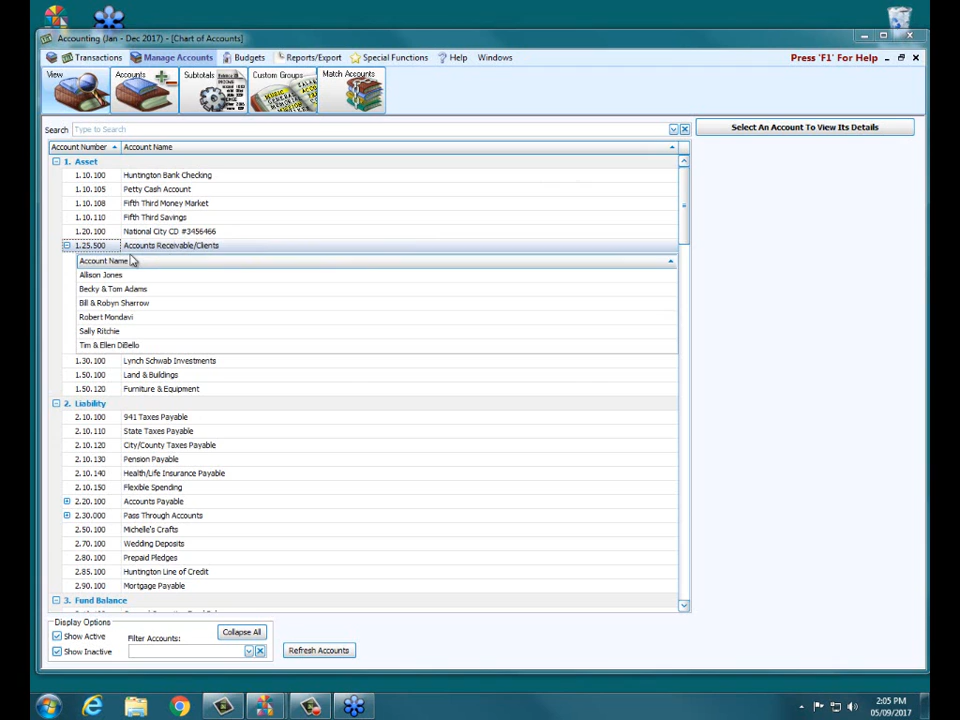 Accounting (Jan - Dec 2017) - [Chart of Accounts]
Transactions Manage Accounts Budgets Reports/Export Special Functions Help Windows Press 'F1' For Help
View Accounts Subtotals Custom Groups Match Accounts
Search Type to Search
Select An Account To View Its Details
Account Number Account Name
1. Asset
1.10.100 Huntington Bank Checking
1.10.105 Petty Cash Account
1.10.108 Fifth Third Money Market
1.10.110 Fifth Third Savings
1.20.100 National City CD #3456466
1.25.500 Accounts Receivable/Clients
Account Name
Allison Jones
Becky & Tom Adams
Bill & Robyn Sharrow
Robert Mondavi
Sally Ritchie
Tim & Ellen DiBello
1.30.100 Lynch Schwab Investments
1.50.100 Land & Buildings
1.50.120 Furniture & Equipment
2. Liability
2.10.100 941 Taxes Payable
2.10.110 State Taxes Payable
2.10.120 City/County Taxes Payable
2.10.130 Pension Payable
2.10.140 Health/Life Insurance Payable
2.10.150 Flexible Spending
2.20.100 Accounts Payable
2.30.000 Pass Through Accounts
2.50.100 Michelle's Crafts
2.70.100 Wedding Deposits
2.80.100 Prepaid Pledges
2.85.100 Huntington Line of Credit
2.90.100 Mortgage Payable
3. Fund Balance
Display Options
Show Active
Show Inactive
Filter Accounts:
Collapse All
Refresh Accounts
2:05 PM
05/09/2017